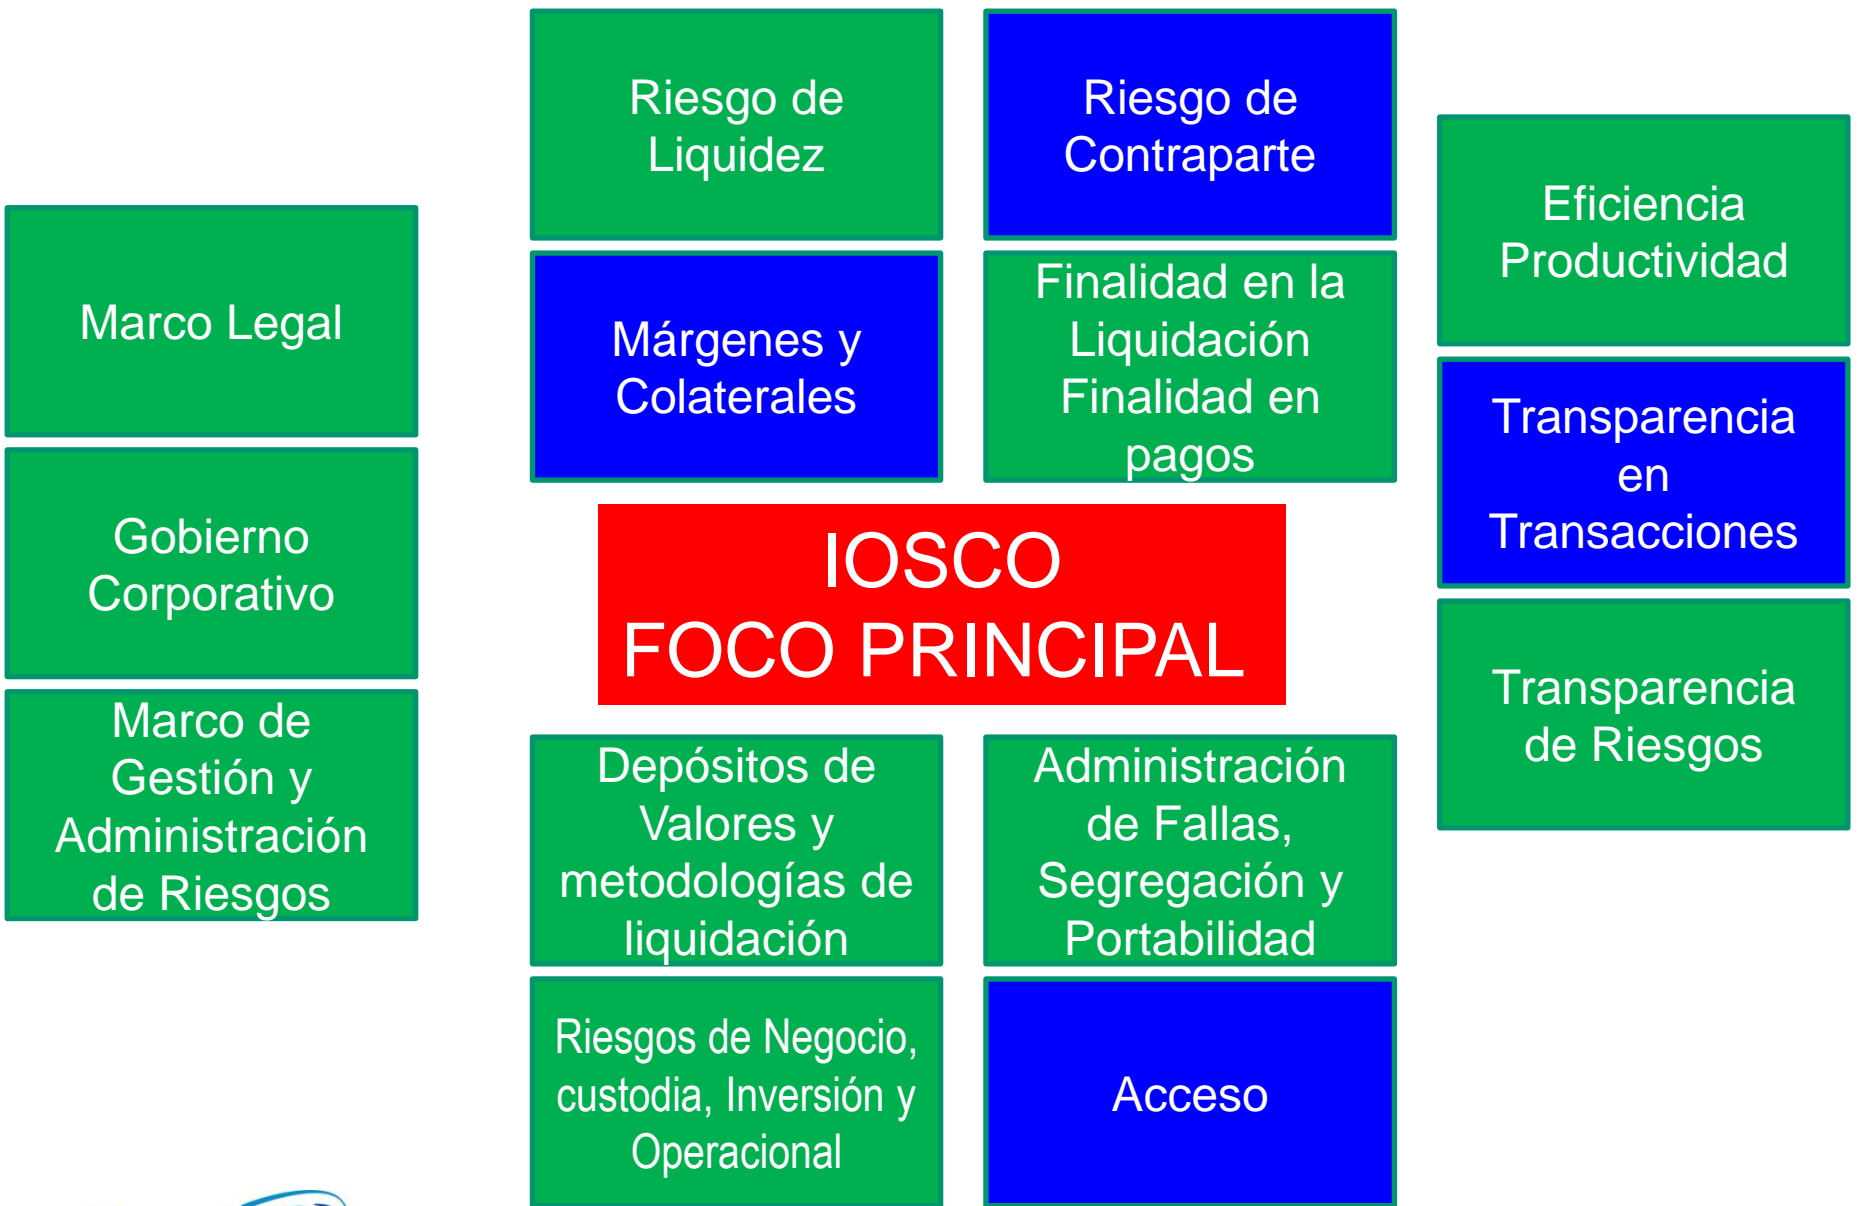 Marco Legal
Gobierno
Corporativo
Marco de
Gestión y
Administración
de Riesgos
Riesgo de
Liquidez
Riesgo de
Contraparte
Márgenes y
Colaterales
Finalidad en la
Liquidación
Finalidad en
pagos
IOSCO
FOCO PRINCIPAL
Depósitos de
Valores y
metodologías de
liquidación
Administración
de Fallas,
Segregación y
Portabilidad
Riesgos de Negocio,
custodia, Inversión y
Operacional
Acceso
Eficiencia
Productividad
Transparencia
en
Transacciones
Transparencia
de Riesgos